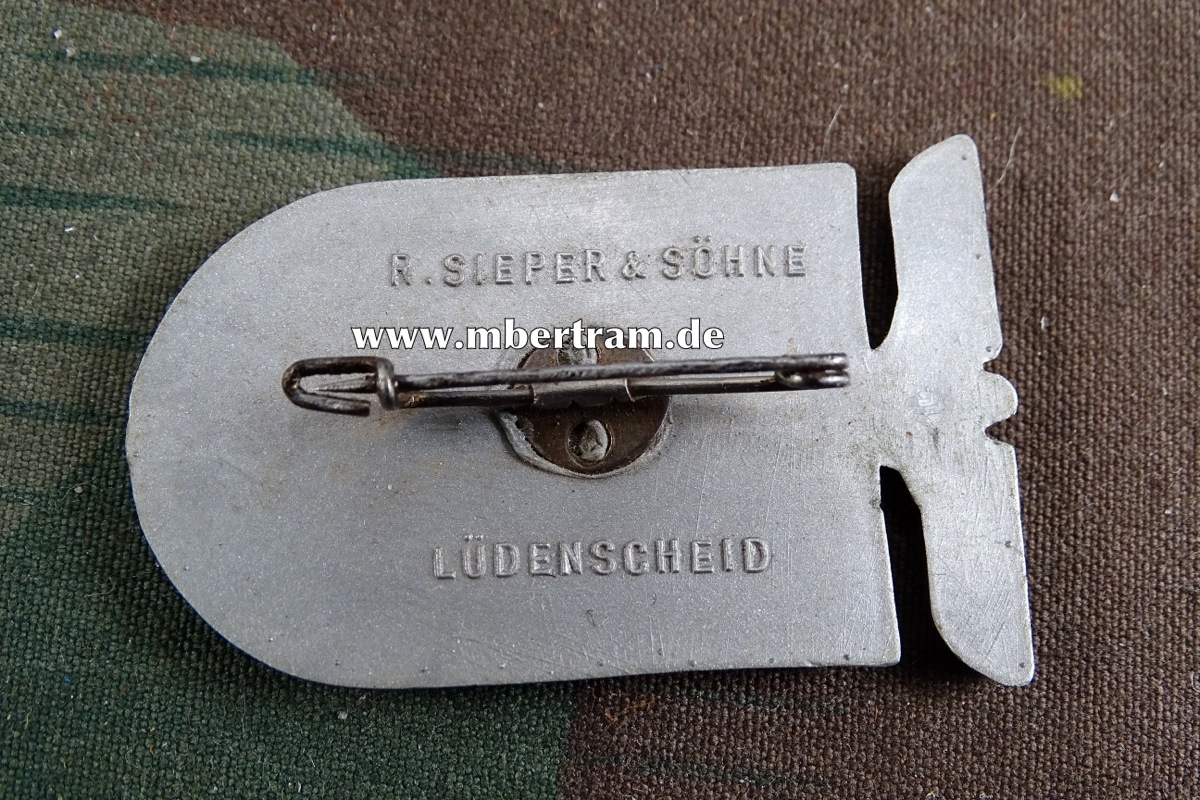 R. SIEPER & SÖHNE
www.mbertram.de
LÜDENSCHEID